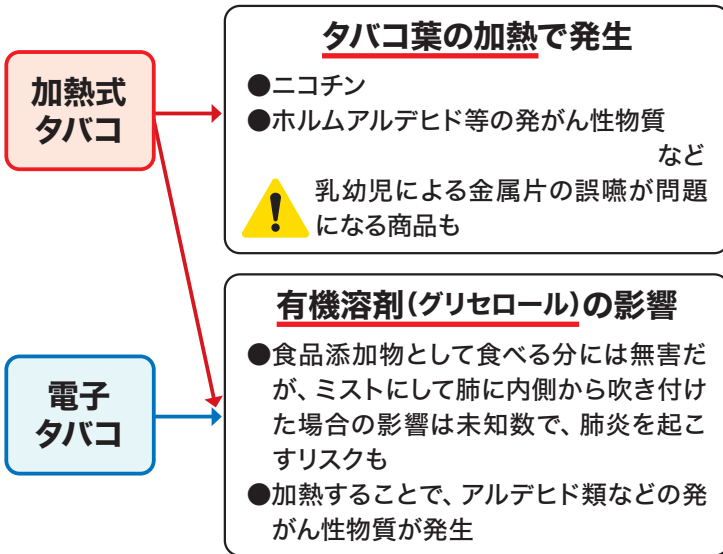 加熱式
タバコ
タバコ葉の加熱で発生
●ニコチン
●ホルムアルデヒド等の発がん性物質
など
乳幼児による金属片の誤嚥が問題
になる商品も
電子
タバコ
有機溶剤(グリセロール)の影響
●食品添加物として食べる分には無害だ
が、ミストにして肺に内側から吹き付け
た場合の影響は未知数で、肺炎を起こ
すリスクも
●加熱することで、アルデヒド類などの発
がん性物質が発生